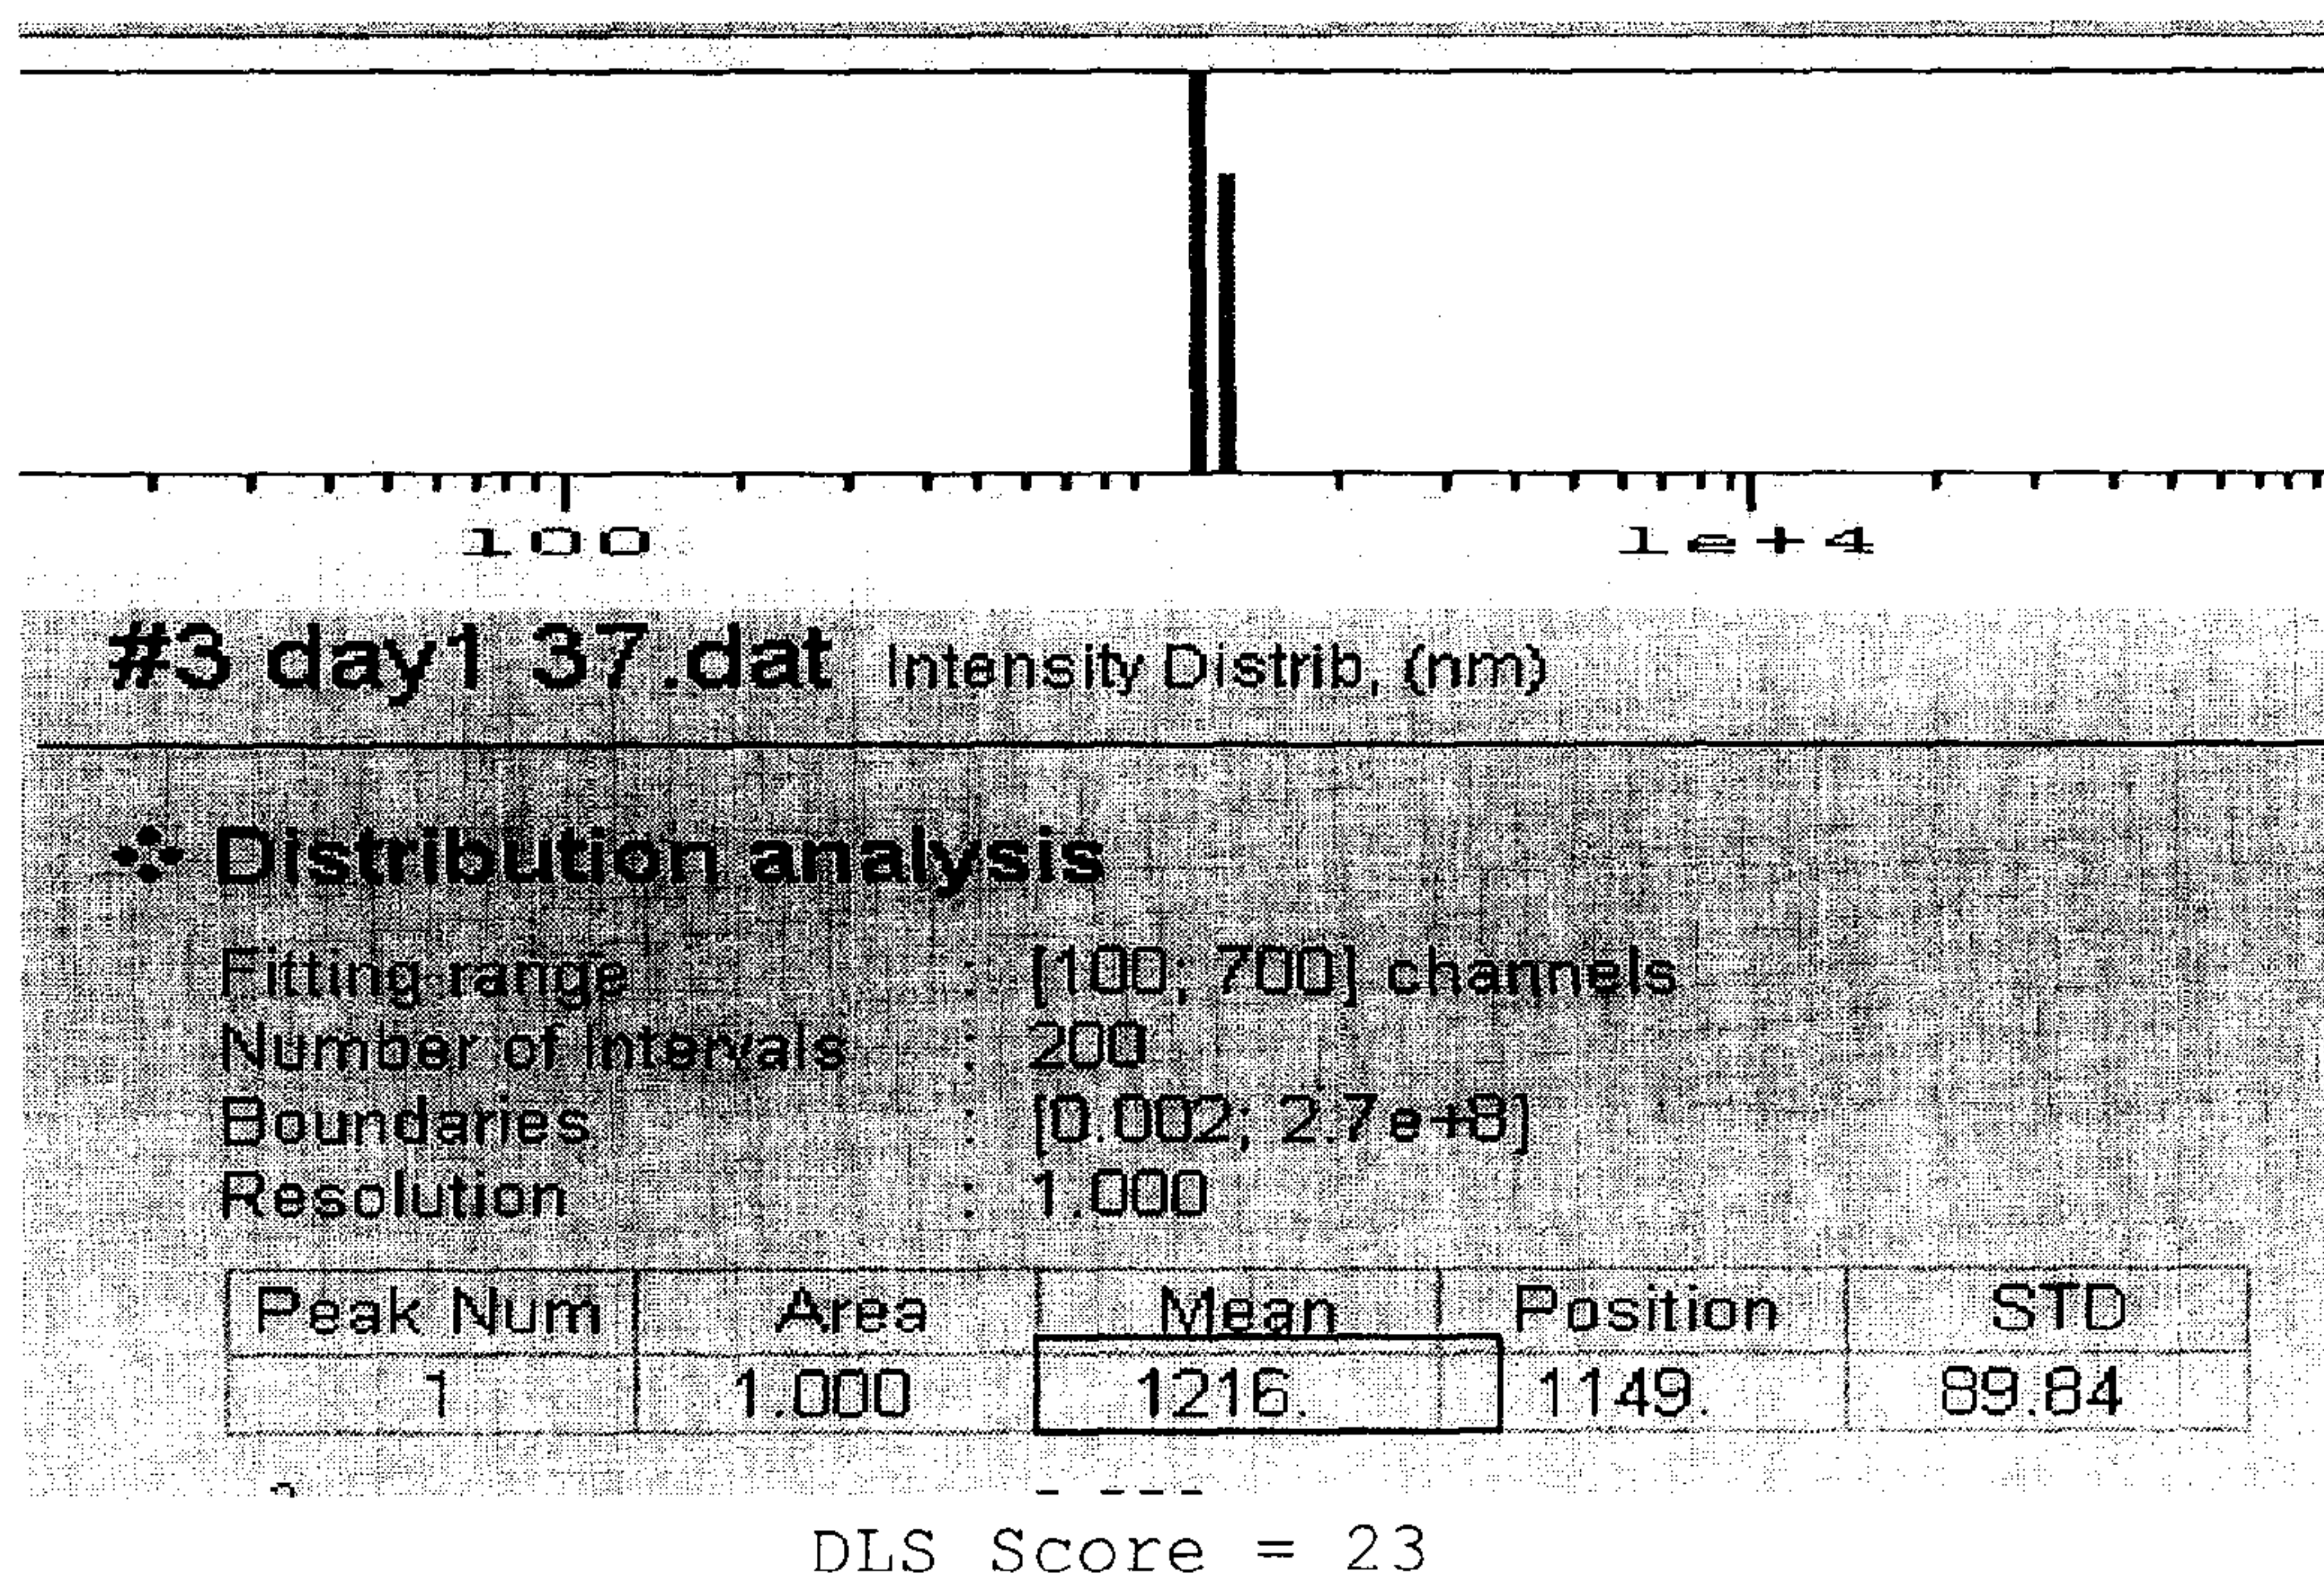 100 1e+4
#3 day1 37.dat Intensity Distrib, (nm)
Distribution analysis
Fitting range : [100; 700] channels
Number of Intervals : 200
Boundaries : [0.002; 2.7e+8]
Resolution : 1.000
Peak Num Area Mean Position STD
1 1.000 1216. 1149. 89.84
DLS Score = 23